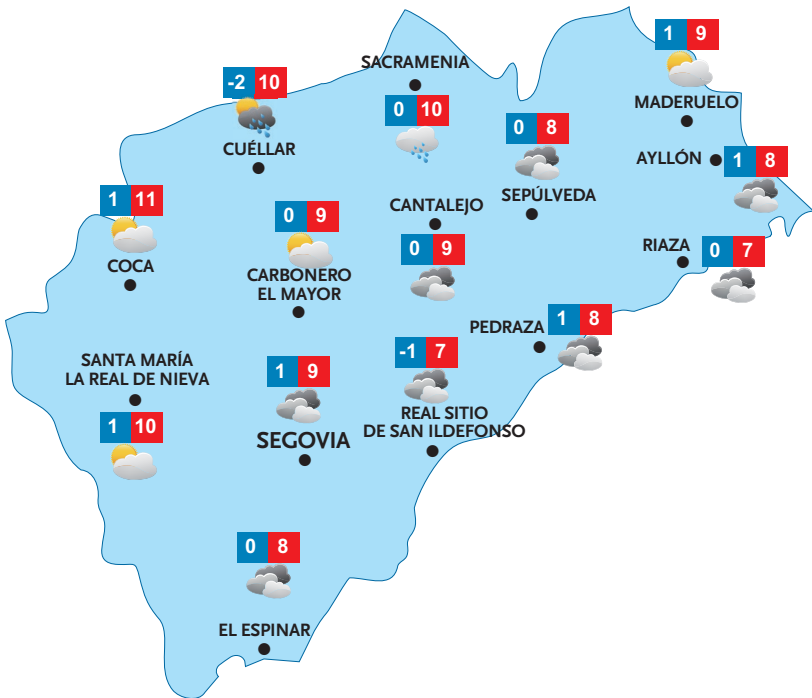 1 9
SACRAMENIA
-2 10
MADERUELO
0 10
0 8
CUÉLLAR
AYLLÓN
1 8
SEPÚLVEDA
1 11
CANTALEJO
0 9
COCA
0 9
RIAZA
0 7
CARBONERO
EL MAYOR
PEDRAZA
1 8
SANTA MARÍA
LA REAL DE NIEVA
-1 7
1 9
1 10
REAL SITIO
DE SAN ILDEFONSO
SEGOVIA
0 8
EL ESPINAR